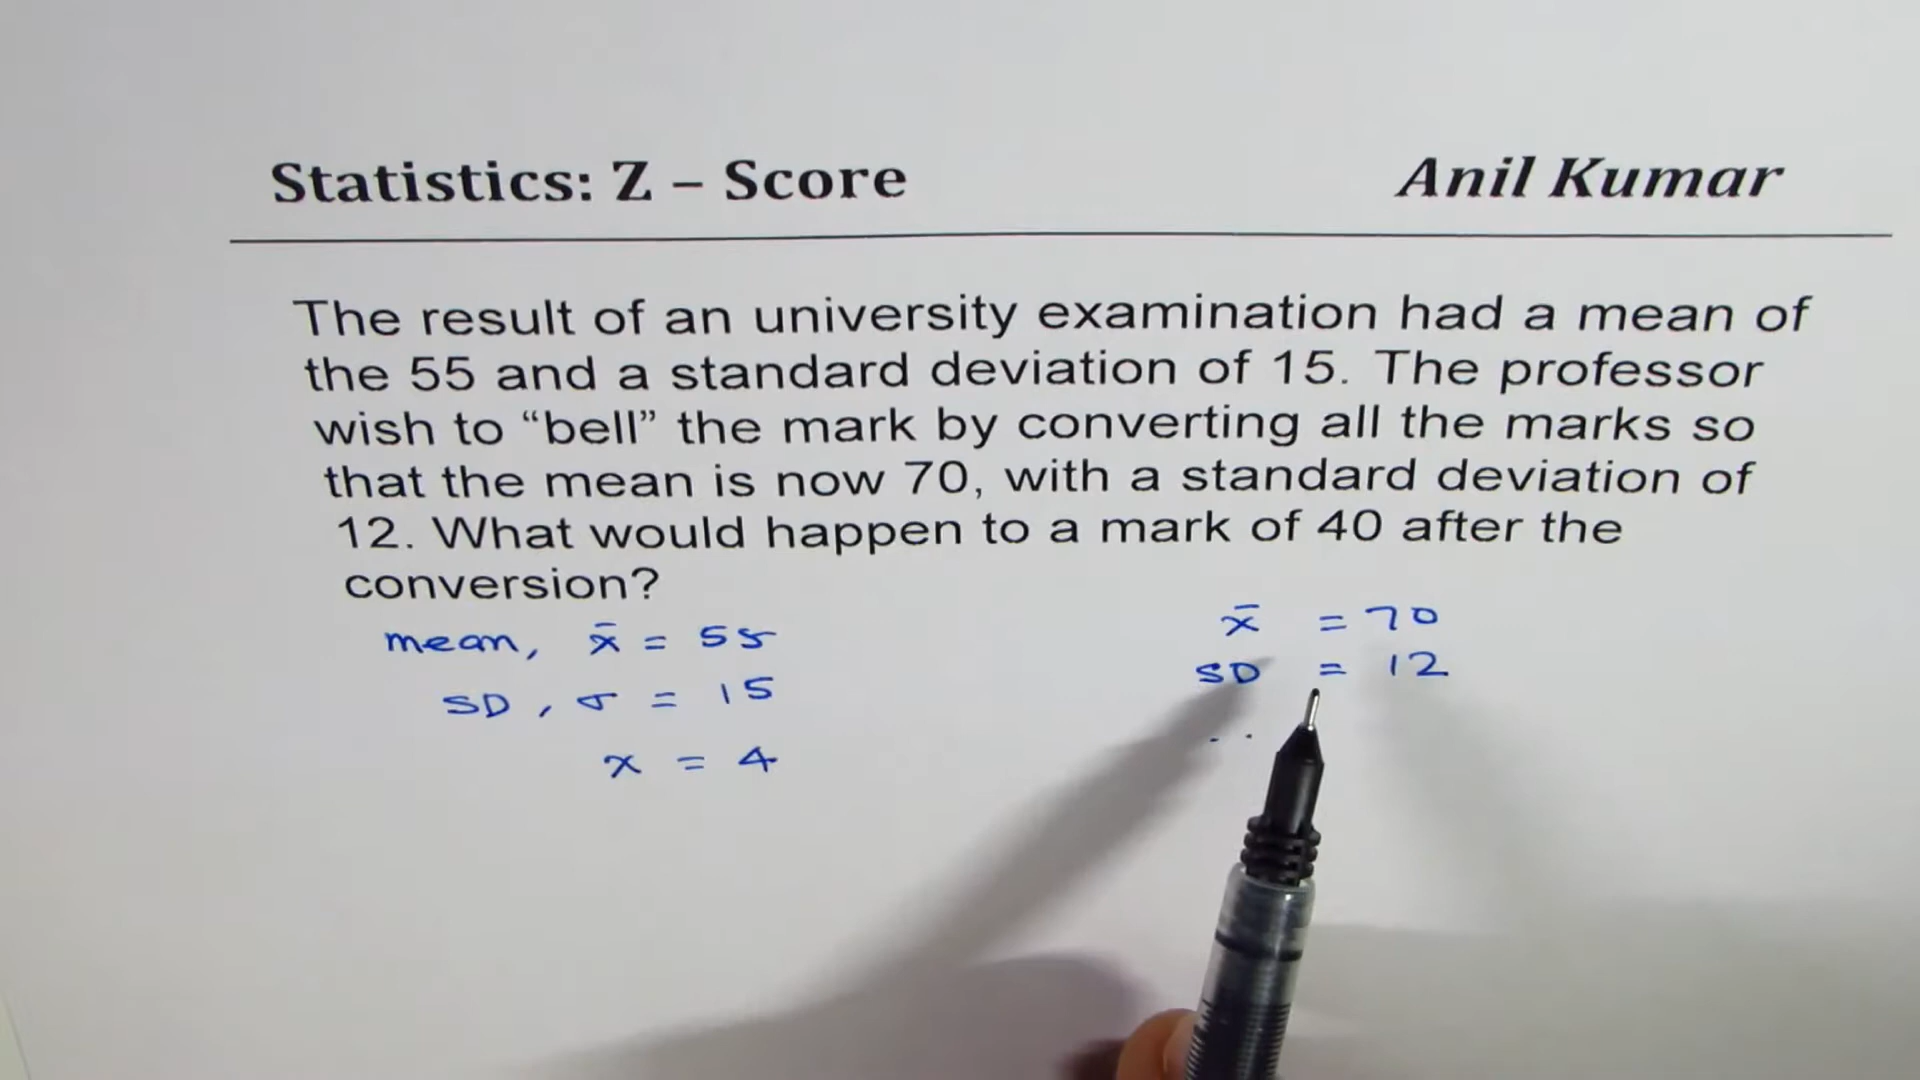 Statistics: Z – Score
Anil Kumar
The result of an university examination had a mean of
the 55 and a standard deviation of 15. The professor
wish to “bell” the mark by converting all the marks so
that the mean is now 70, with a standard deviation of
12. What would happen to a mark of 40 after the
conversion?
mean, x̄ = 55
SD, σ = 15
x = 4
x̄ = 70
SD = 12